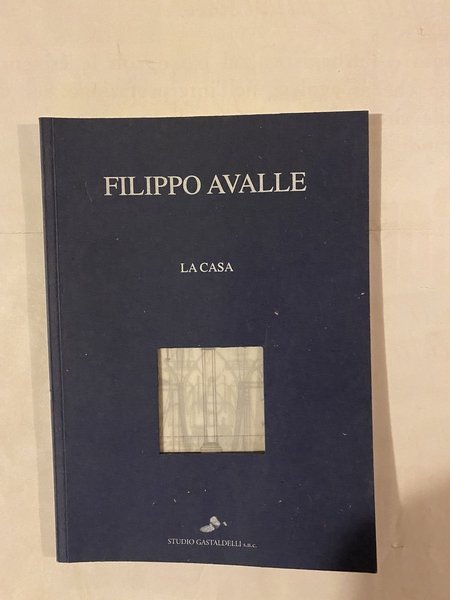 FILIPPO AVALLE
LA CASA
STUDIO GASTALDELLI s.n.c.